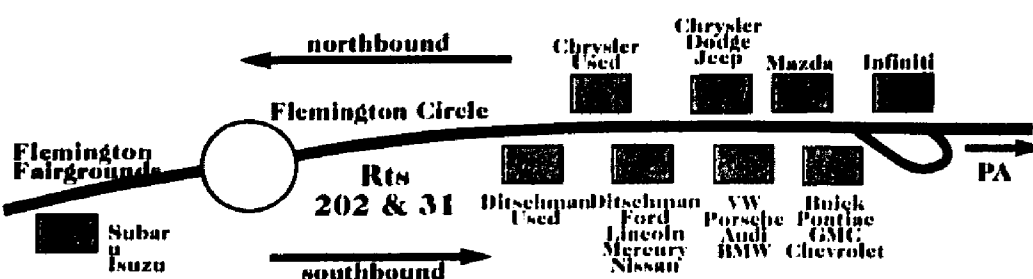 northbound
Chrysler
Used
Chrysler
Dodge
Jeep
Mazda
Infiniti
Flemington Circle
Flemington
Fairgrounds
Rts
202 & 31
PA
Ditschman
Used
Ditschman
Ford
Lincoln
Mercury
Nissan
VW
Porsche
Audi
BMW
Buick
Pontiac
GMC
Chevrolet
Subar
u
Isuzu
southbound